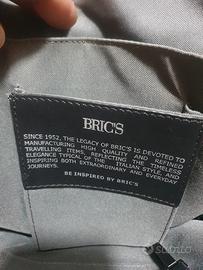 BRIC'S
SINCE 1952, THE LEGACY OF BRIC'S IS DEVOTED TO
MANUFACTURING HIGH QUALITY AND REFINED
TRAVELLING ITEMS REFLECTING THE TIMELESS
ELEGANCE TYPICAL OF THE ITALIAN STYLE, AND
INSPIRING BOTH EXTRAORDINARY AND EVERYDAY
JOURNEYS.
BE INSPIRED BY BRIC'S
subito